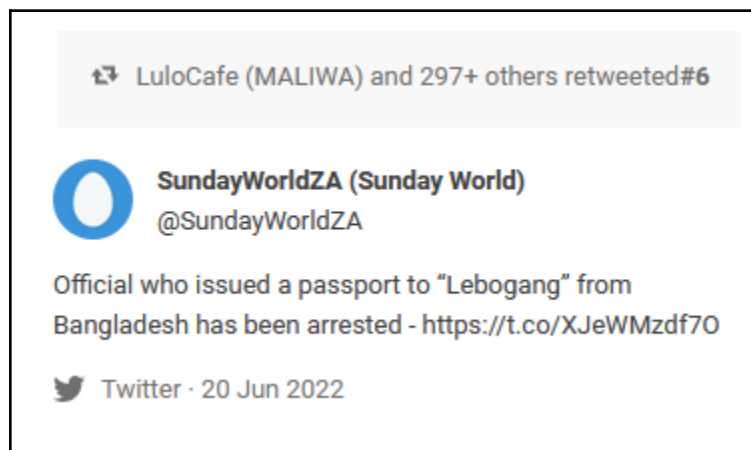 LuloCafe (MALIWA) and 297+ others retweeted#6
SundayWorldZA (Sunday World)
@SundayWorldZA
Official who issued a passport to “Lebogang” from
Bangladesh has been arrested - https://t.co/XJeWMzdf7O
Twitter · 20 Jun 2022